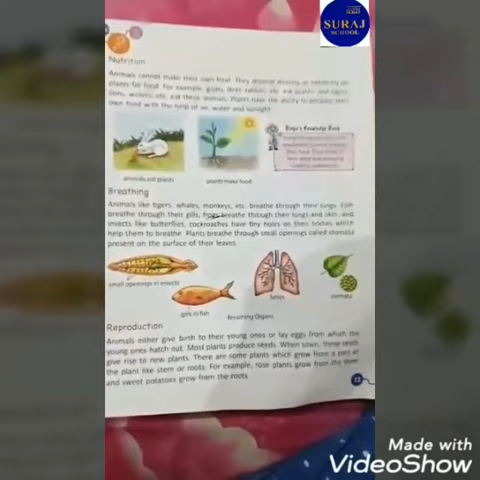 SURAJ
SCHOOL
Nutrition
Animals cannot make their own food. They depend directly or indirectly on
plants for food. For example, goats, deer, rabbits, etc. eat plants; and tigers,
lions, wolves, etc. eat these animals. Plants have the ability to prepare their
own food with the help of air, water and sunlight.
animals eat plants
plants make food
Breathing
Animals like tigers, whales, monkeys, etc. breathe through their lungs. Fish
breathe through their gills, frogs breathe through their lungs and skin; and
insects like butterflies, cockroaches have tiny holes on their bodies which
help them to breathe. Plants breathe through small openings called stomata
present on the surface of their leaves.
small openings in insects
gills in fish
lungs
stomata
Breathing Organs
Reproduction
Animals either give birth to their young ones or lay eggs from which the
young ones hatch out. Most plants produce seeds. When sown, these seeds
give rise to new plants. There are some plants which grow from a part of
the plant like stem or roots. For example, rose plants grow from the stem
and sweet potatoes grow from the roots.
13
Made with
VideoShow